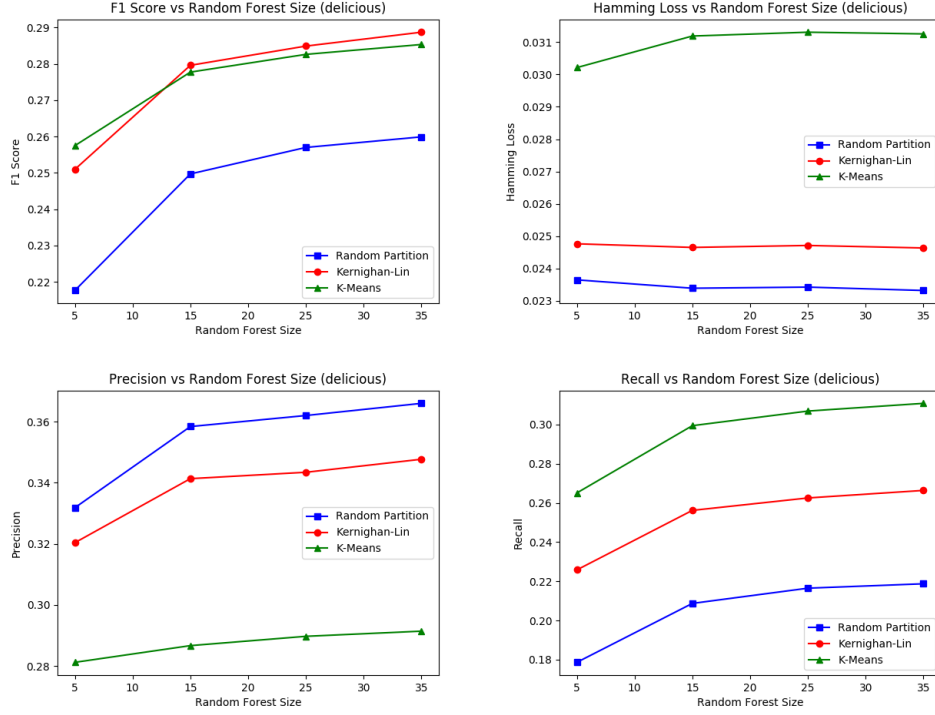 F1 Score vs Random Forest Size (delicious)
0.29
0.28
0.27
0.26
0.25
0.24
0.23
0.22
F1 Score
5
10
15
20
25
30
35
Random Forest Size
Random Partition
Kernighan-Lin
K-Means
Hamming Loss vs Random Forest Size (delicious)
0.031
0.030
0.029
0.028
0.027
0.026
0.025
0.024
0.023
Hamming Loss
5
10
15
20
25
30
35
Random Forest Size
Random Partition
Kernighan-Lin
K-Means
Precision vs Random Forest Size (delicious)
0.36
0.34
0.32
0.30
0.28
Precision
5
10
15
20
25
30
35
Random Forest Size
Random Partition
Kernighan-Lin
K-Means
Recall vs Random Forest Size (delicious)
0.30
0.28
0.26
0.24
0.22
0.20
0.18
Recall
5
10
15
20
25
30
35
Random Forest Size
Random Partition
Kernighan-Lin
K-Means